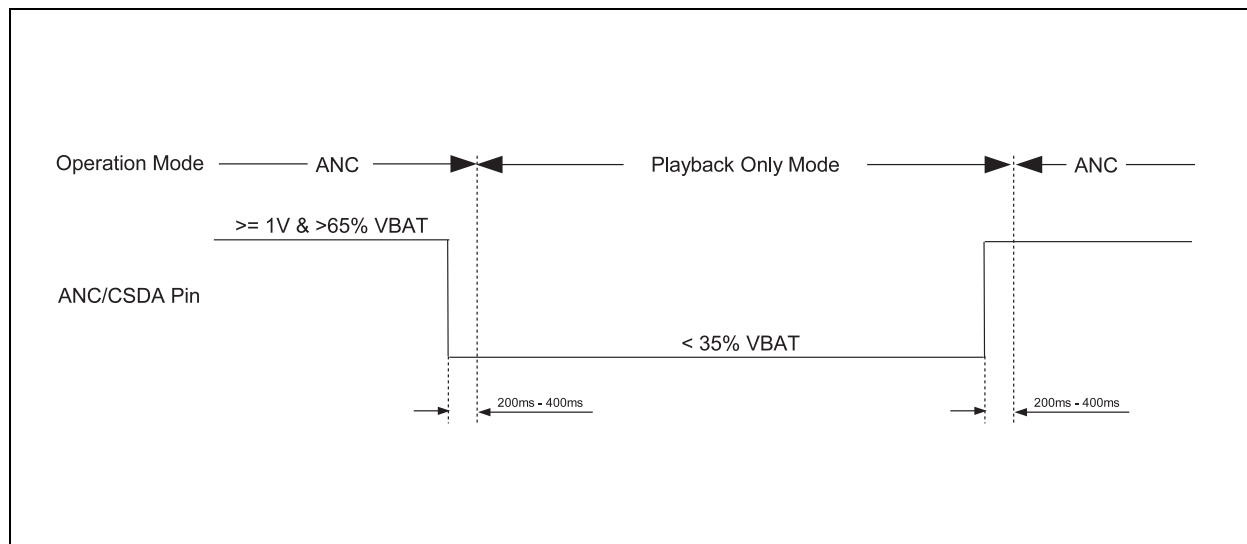 Operation Mode ANC Playback Only Mode ANC
>= 1V & >65% VBAT
ANC/CSDA Pin
< 35% VBAT
200ms - 400ms 200ms - 400ms